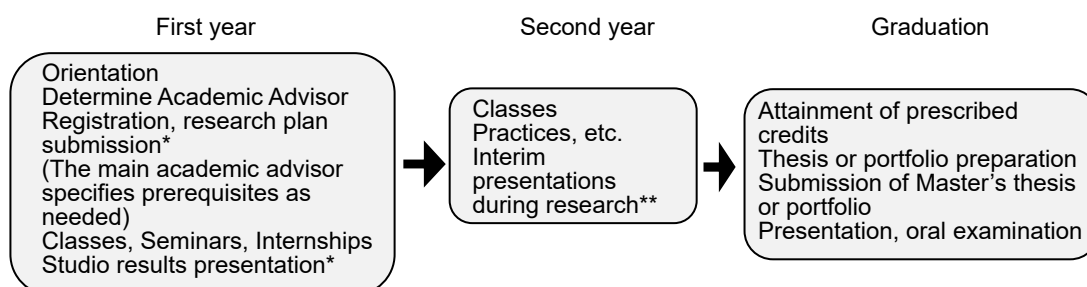 First year
Second year
Graduation
Orientation
Determine Academic Advisor
Registration, research plan
submission*
(The main academic advisor
specifies prerequisites as
needed)
Classes, Seminars, Internships
Studio results presentation*
Classes
Practices, etc.
Interim
presentations
during research**
Attainment of prescribed
credits
Thesis or portfolio preparation
Submission of Master’s thesis
or portfolio
Presentation, oral examination